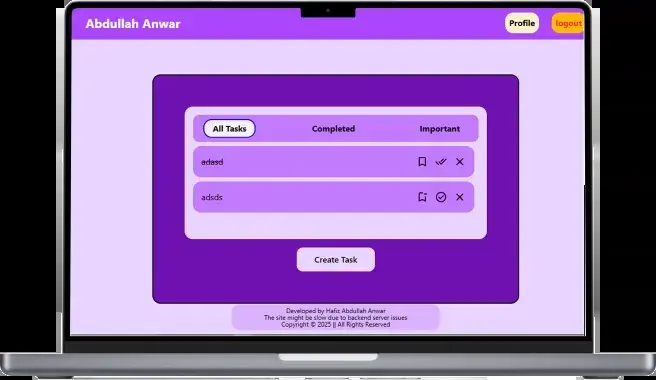 Abdullah Anwar
Profile
logout
All Tasks
Completed
Important
adasd
adsds
Create Task
Developed by Hafiz Abdullah Anwar
The site might be slow due to backend server issues
Copyright © 2025 || All Rights Reserved